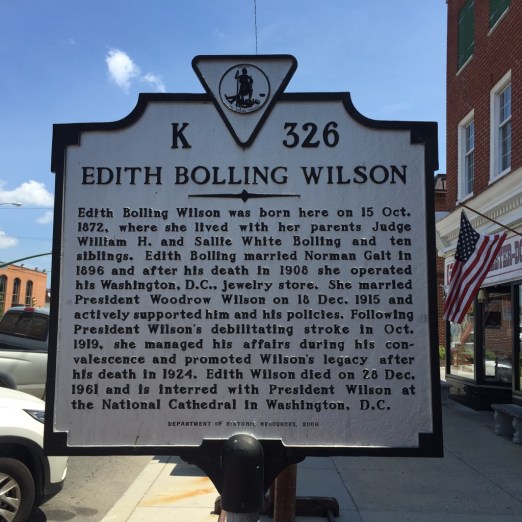 K 326
EDITH BOLLING WILSON
Edith Bolling Wilson was born here on 15 Oct.
1872, where she lived with her parents Judge
William H. and Sallie White Bolling and ten
siblings. Edith Bolling married Norman Galt in
1896 and after his death in 1908 she operated
his Washington, D.C., jewelry store. She married
President Woodrow Wilson on 18 Dec. 1915 and
actively supported him and his policies. Following
President Wilson's debilitating stroke in Oct.
1919, she managed his affairs during his con-
valescence and promoted Wilson's legacy after
his death in 1924. Edith Wilson died on 28 Dec.
1961 and is interred with President Wilson at
the National Cathedral in Washington, D.C.
DEPARTMENT OF HISTORIC RESOURCES, 2008